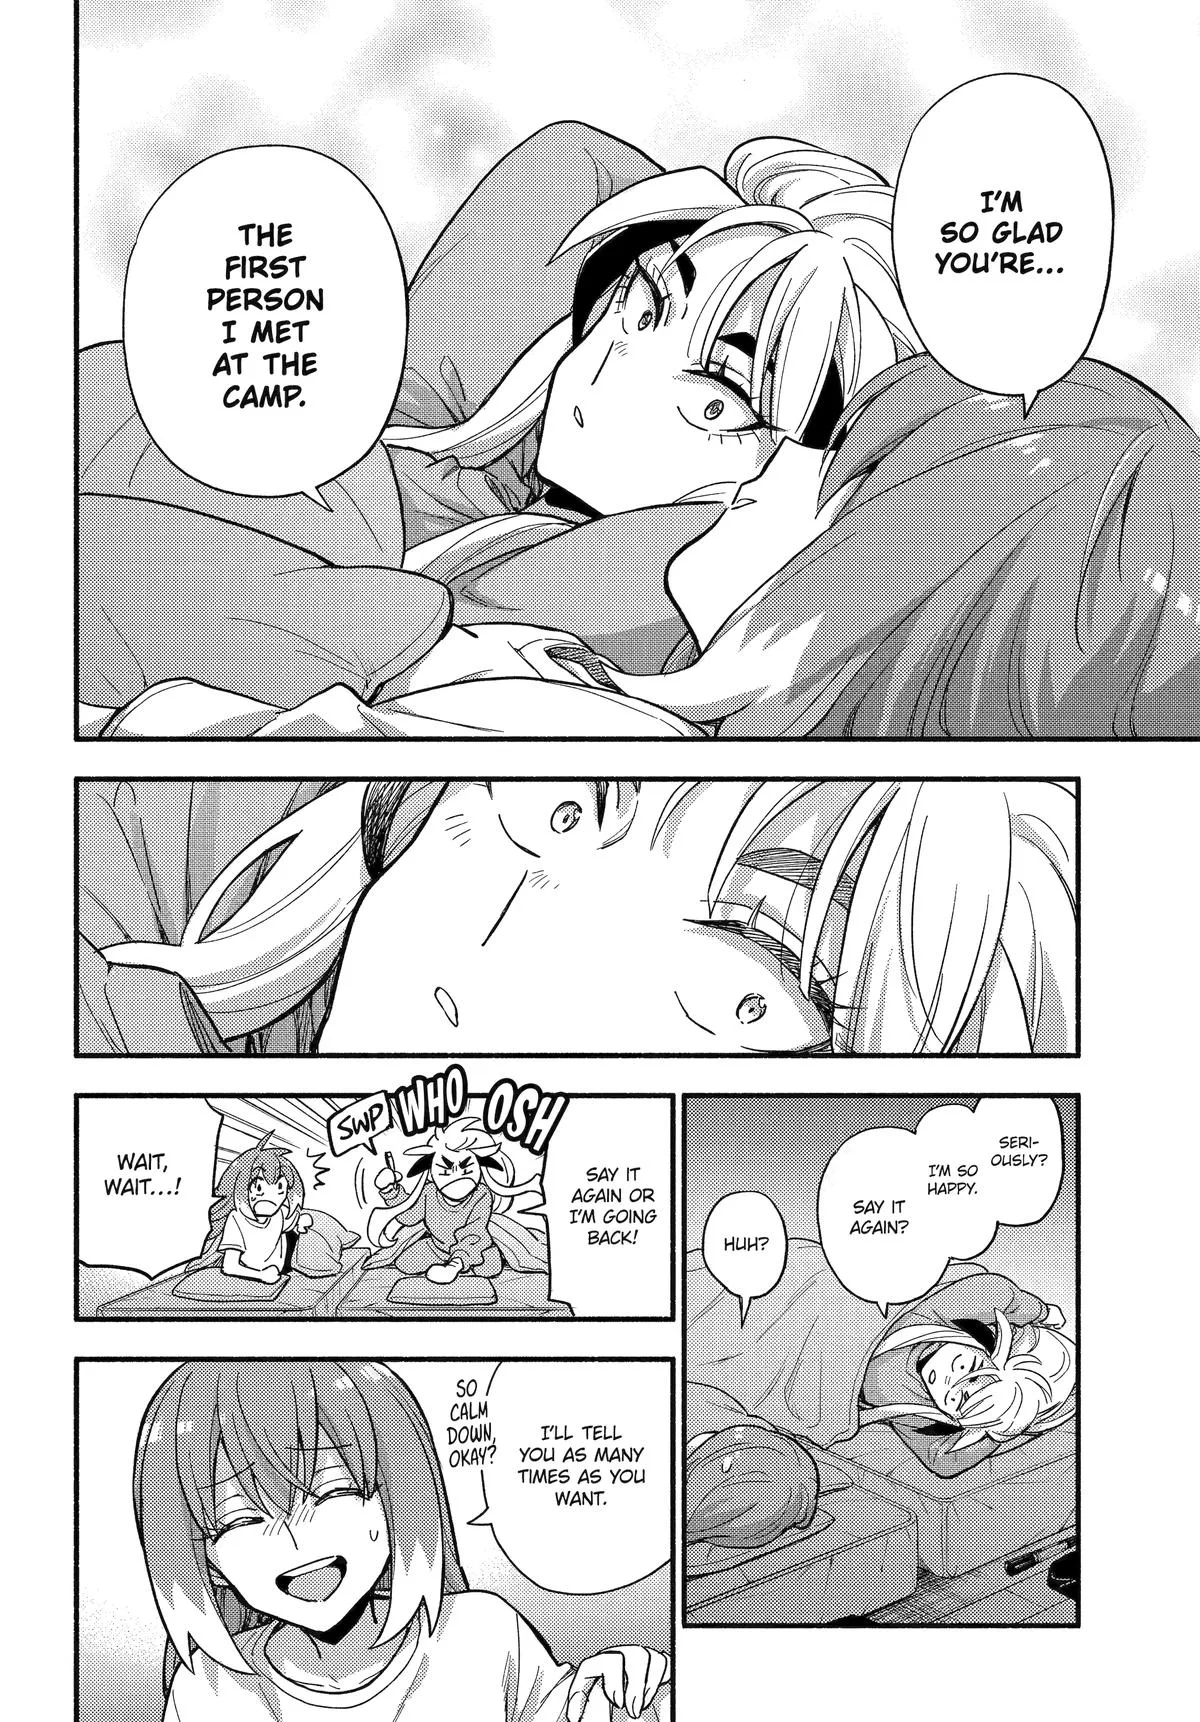 I'M
SO GLAD
YOU'RE...
THE
FIRST
PERSON
I MET
AT THE
CAMP.
SERI-
OUSLY?
I'M SO
HAPPY.
SAY IT
AGAIN?
HUH?
SAY IT
AGAIN OR
I'M GOING
BACK!
SWP
WHO
OSH
WAIT,
WAIT...!
I'LL TELL
YOU AS MANY
TIMES AS YOU
WANT.
SO
CALM
DOWN,
OKAY?